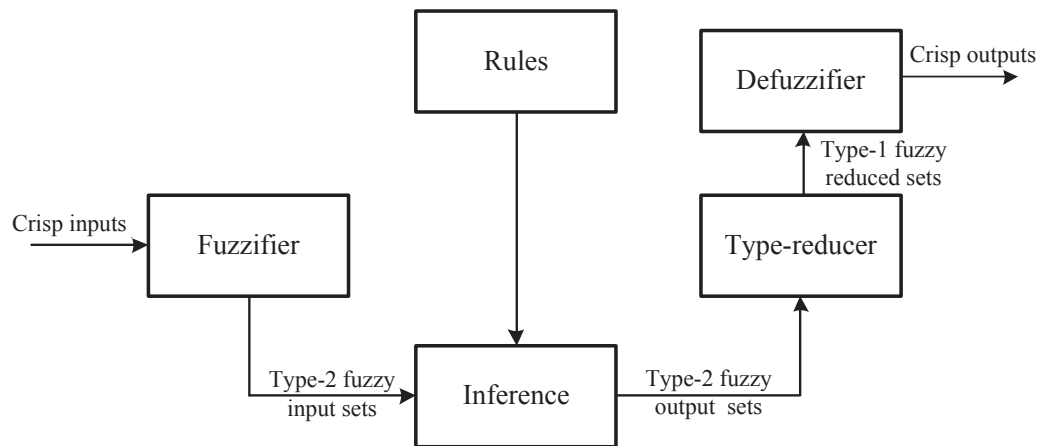 Rules
Defuzzifier
Crisp outputs
Type-1 fuzzy
reduced sets
Crisp inputs
Fuzzifier
Type-reducer
Type-2 fuzzy
input sets
Inference
Type-2 fuzzy
output sets